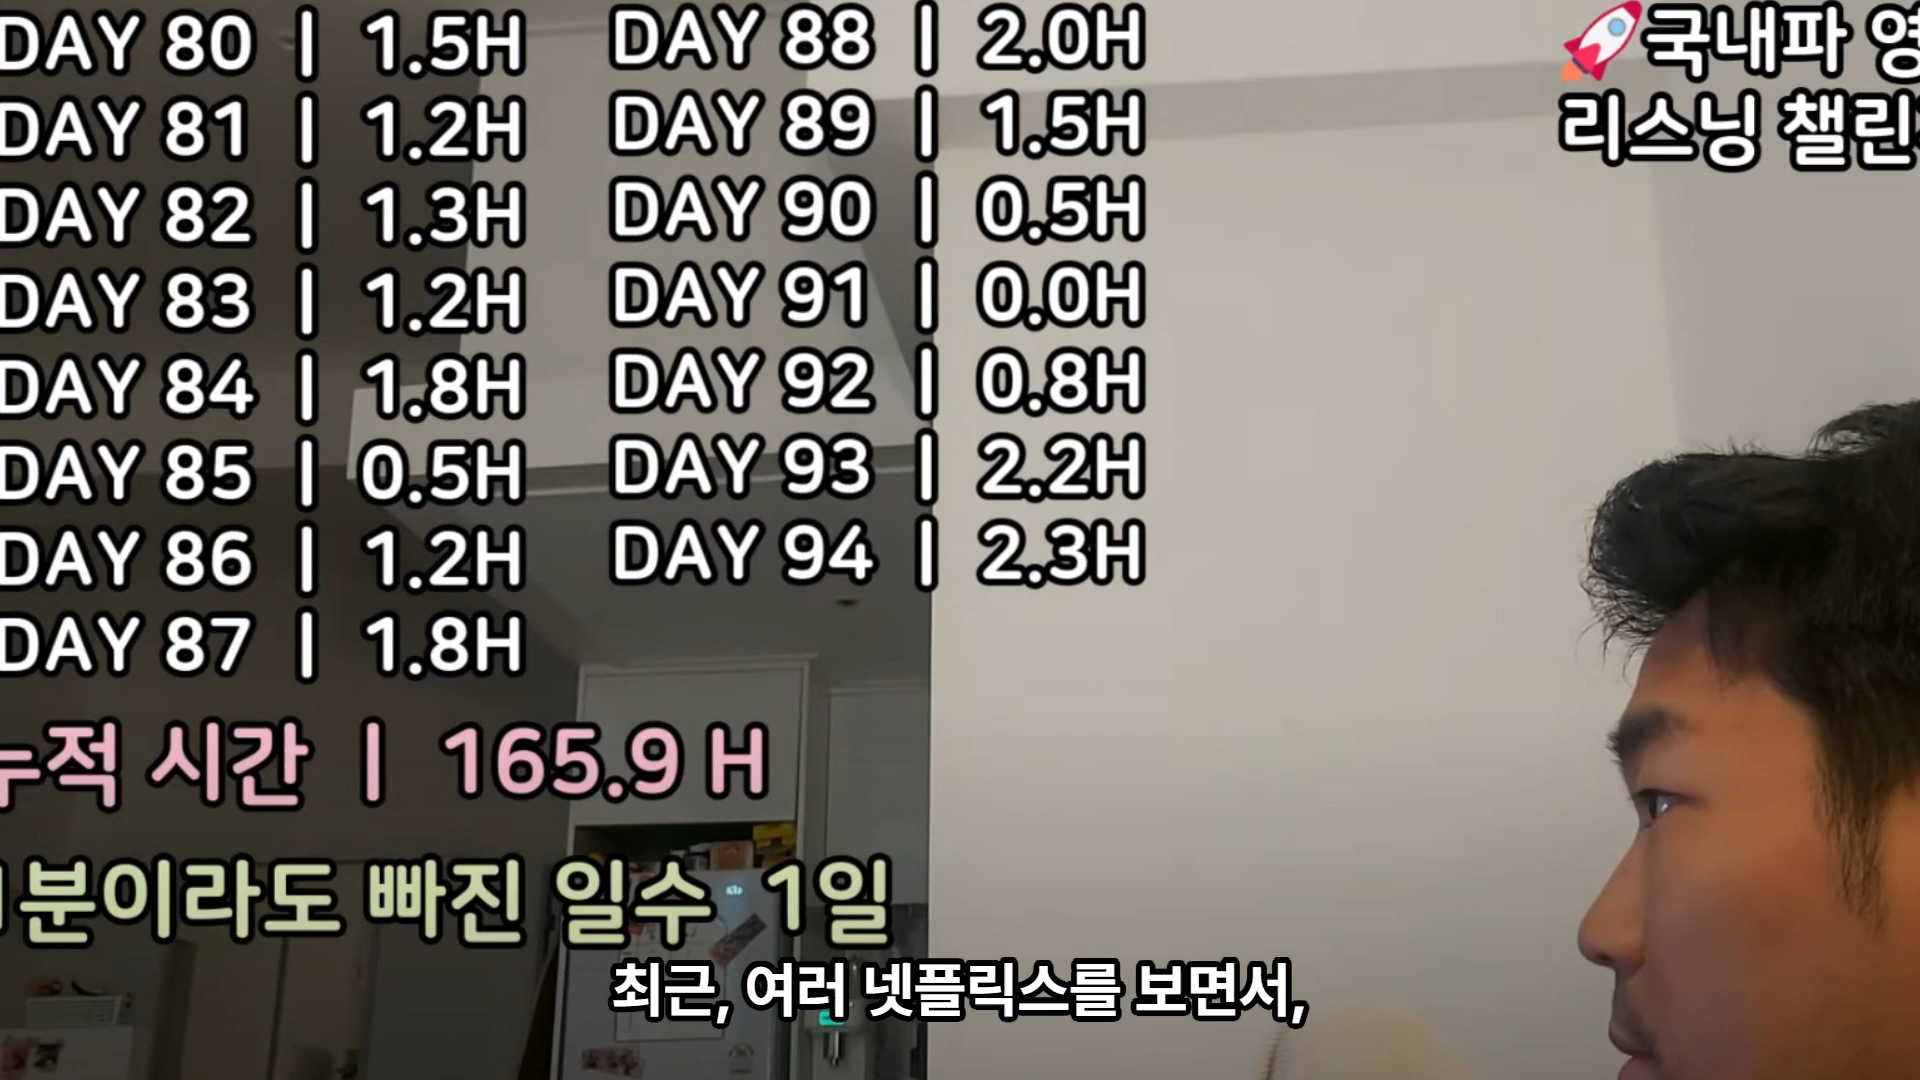 DAY 80 | 1.5H
DAY 81 | 1.2H
DAY 82 | 1.3H
DAY 83 | 1.2H
DAY 84 | 1.8H
DAY 85 | 0.5H
DAY 86 | 1.2H
DAY 87 | 1.8H
DAY 88 | 2.0H
DAY 89 | 1.5H
DAY 90 | 0.5H
DAY 91 | 0.0H
DAY 92 | 0.8H
DAY 93 | 2.2H
DAY 94 | 2.3H
🚀국내파 영
리스닝 챌린
누적 시간 | 165.9 H
1분이라도 빠진 일수 1일
최근, 여러 넷플릭스를 보면서,